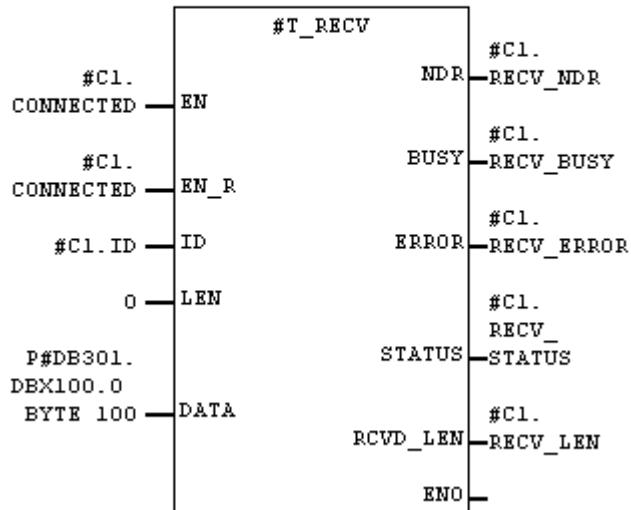 #T_RECV
#C1.
CONNECTED
EN
#C1.
CONNECTED
EN_R
#C1.ID
ID
0
LEN
P#DB301.
DBX100.0
BYTE 100
DATA
NDR
#C1.
RECV_NDR
BUSY
#C1.
RECV_BUSY
ERROR
#C1.
RECV_ERROR
STATUS
#C1.
RECV_
STATUS
RCVD_LEN
#C1.
RECV_LEN
ENO